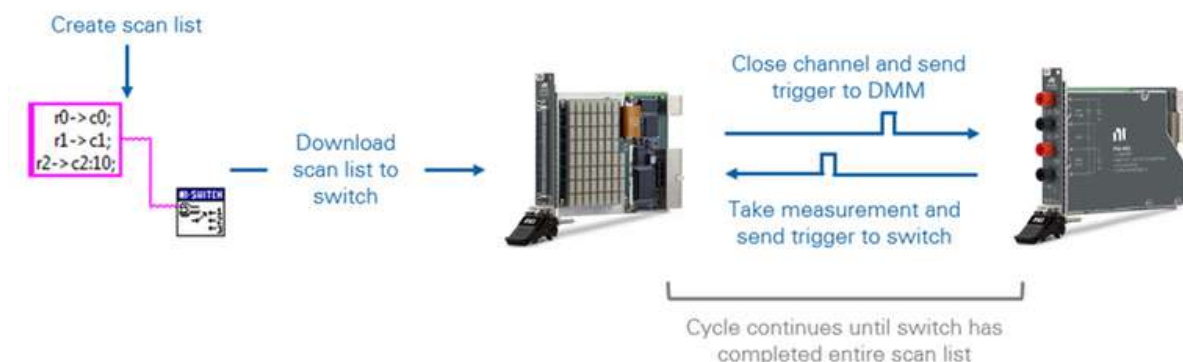 Create scan list
r0->c0;
r1->c1;
r2->c2:10;
Download
scan list to
switch
Close channel and send
trigger to DMM
Take measurement and
send trigger to switch
Cycle continues until switch has
completed entire scan list